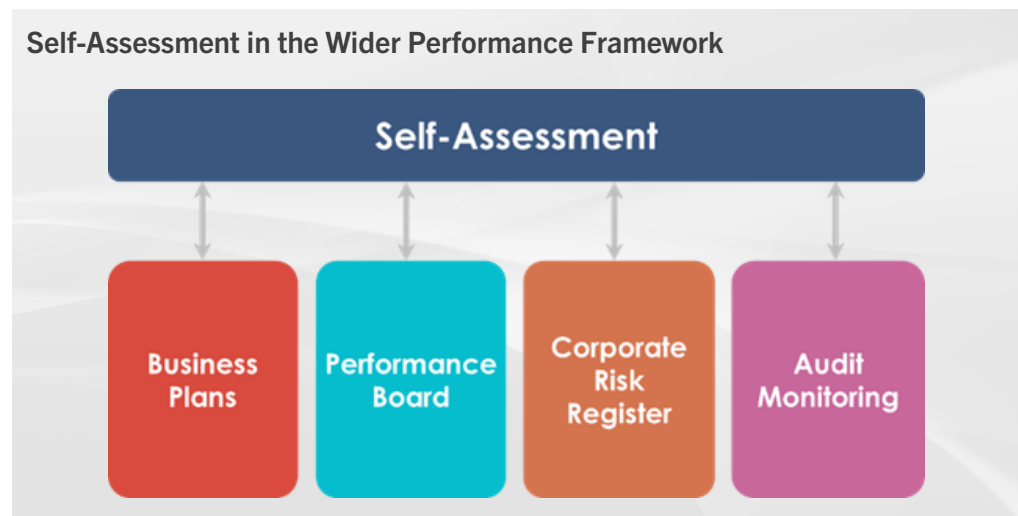 Self-Assessment in the Wider Performance Framework
Self-Assessment
Business
Plans
Performance
Board
Corporate
Risk
Register
Audit
Monitoring